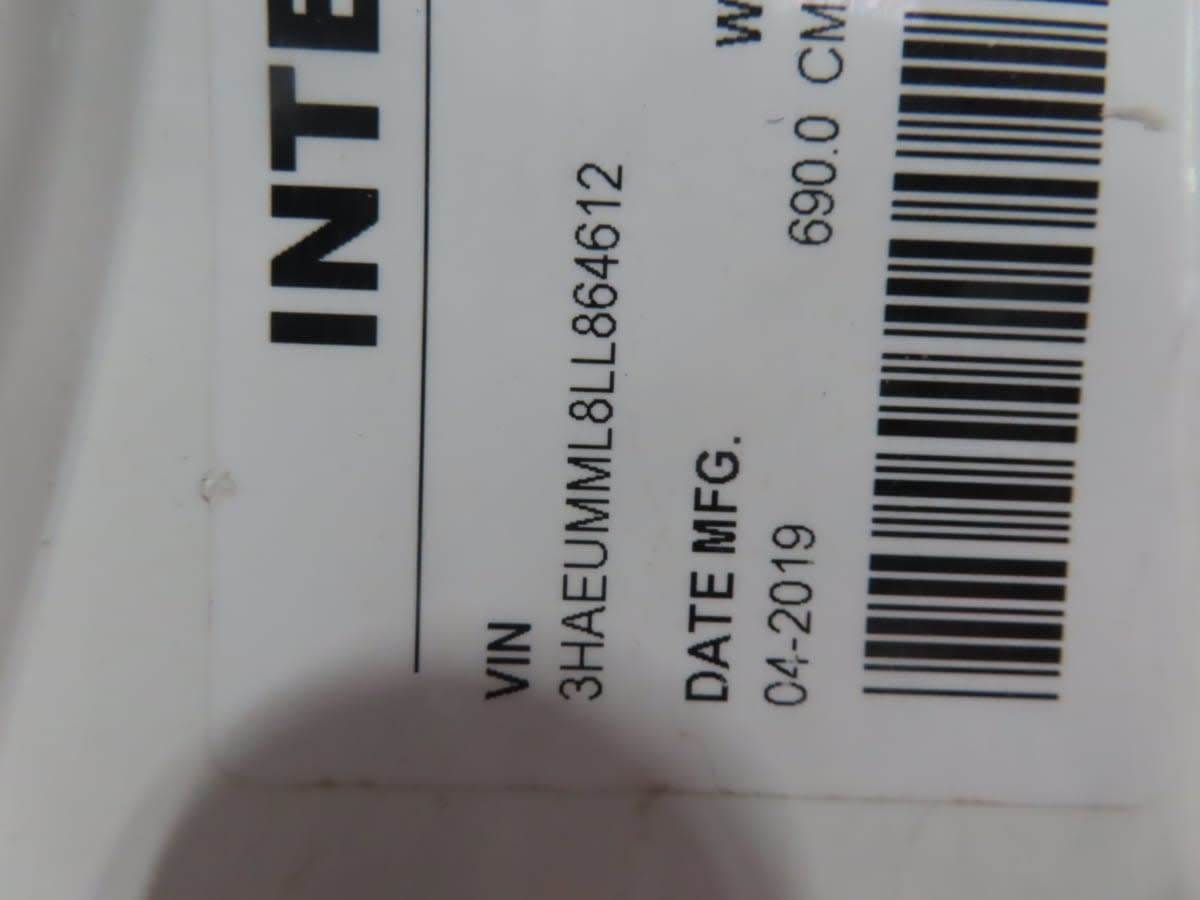 INTE
VIN
3HAEUMML8LL864612
DATE MFG.
04-2019
W
690.0 CM